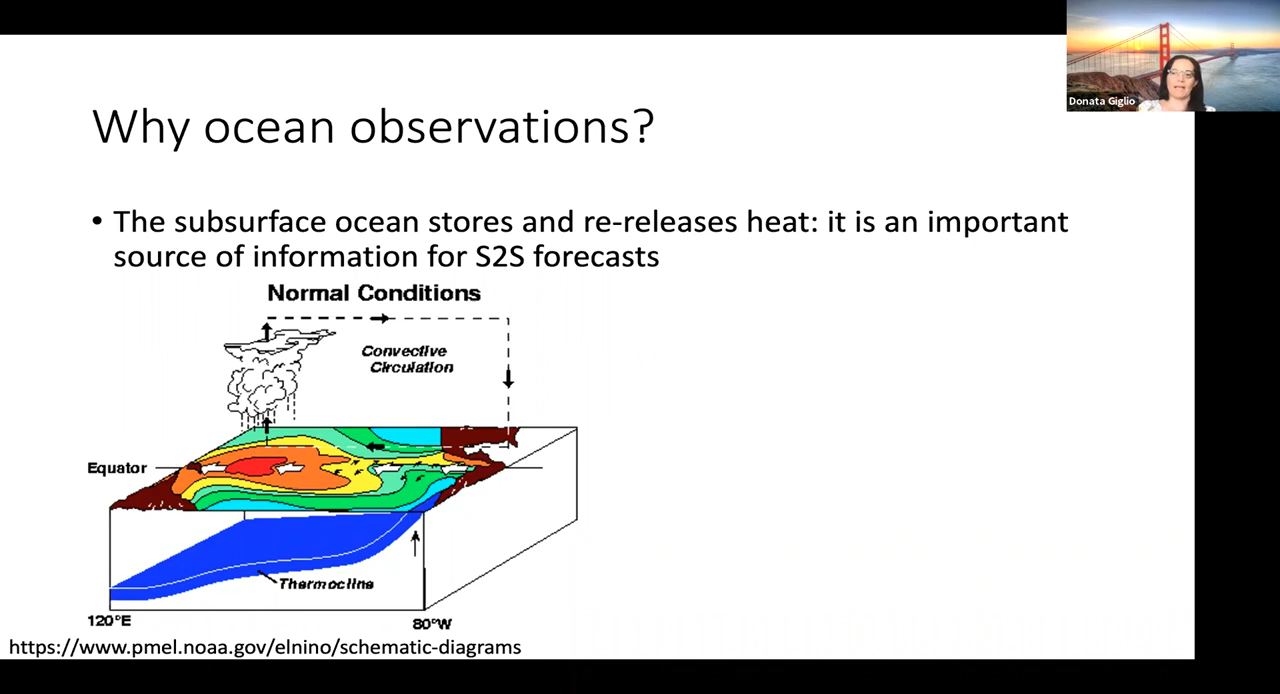 Donata Giglio
Why ocean observations?
• The subsurface ocean stores and re-releases heat: it is an important
source of information for S2S forecasts
Normal Conditions
Convective
Circulation
Equator
Thermocline
120°E
80°W
https://www.pmel.noaa.gov/elnino/schematic-diagrams